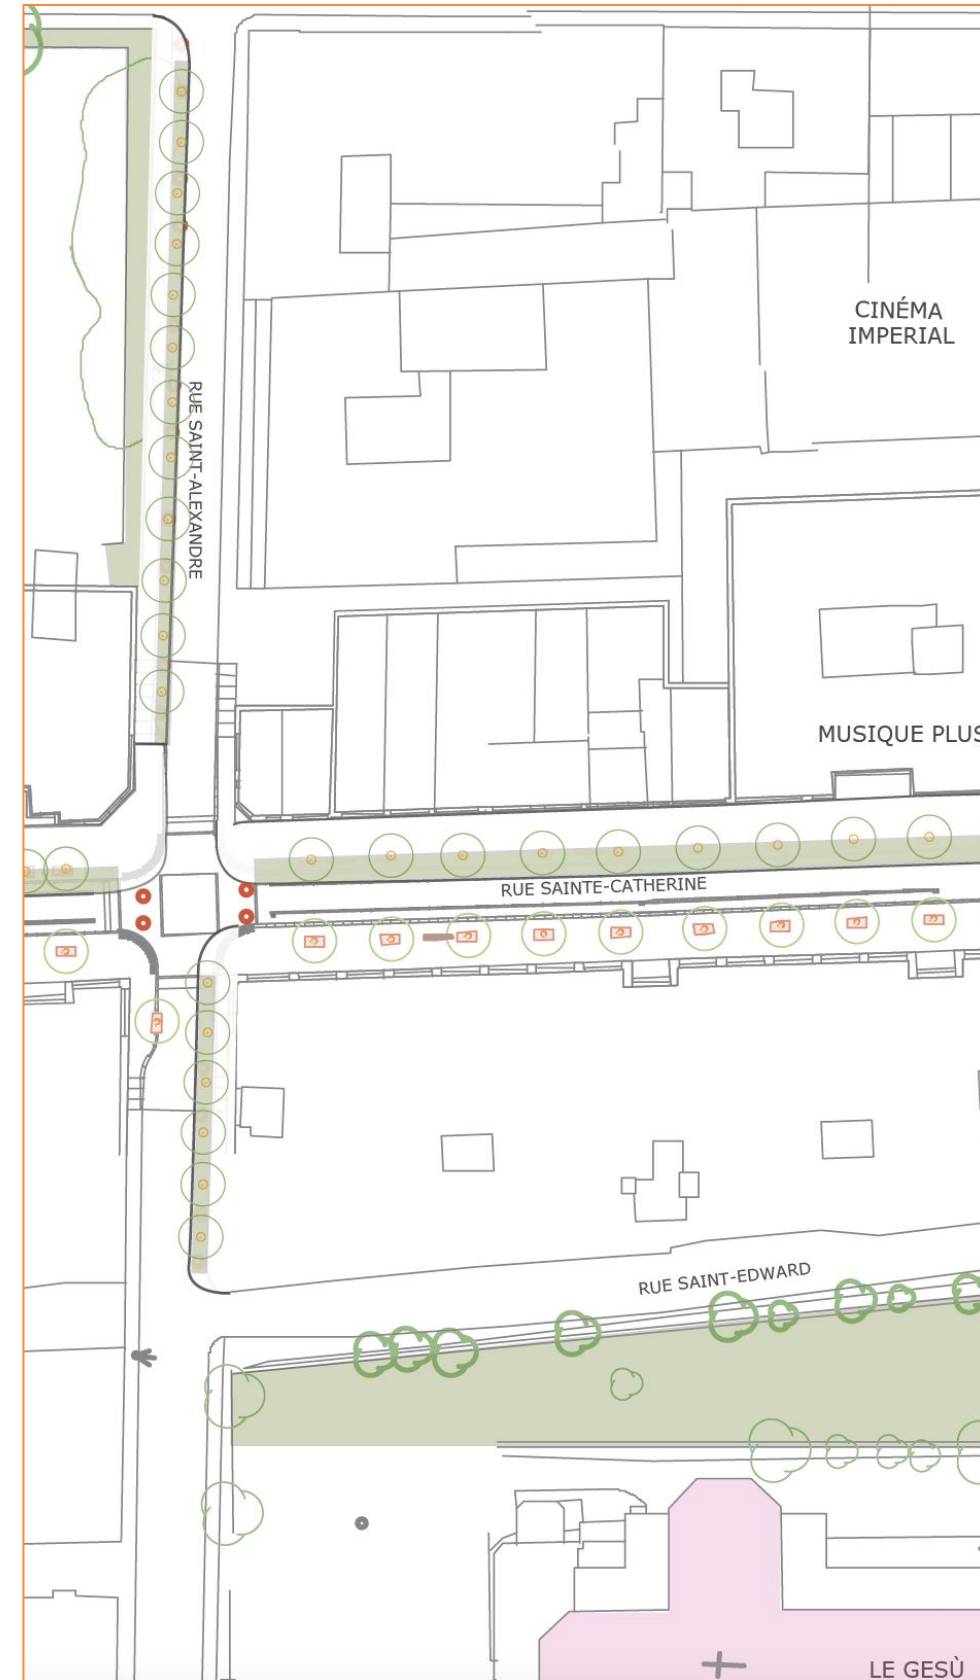 CINÉMA
IMPERIAL
RUE SAINT-ALEXANDRE
MUSIQUE PLUS
RUE SAINTE-CATHERINE
RUE SAINT-EDWARD
LE GESÙ